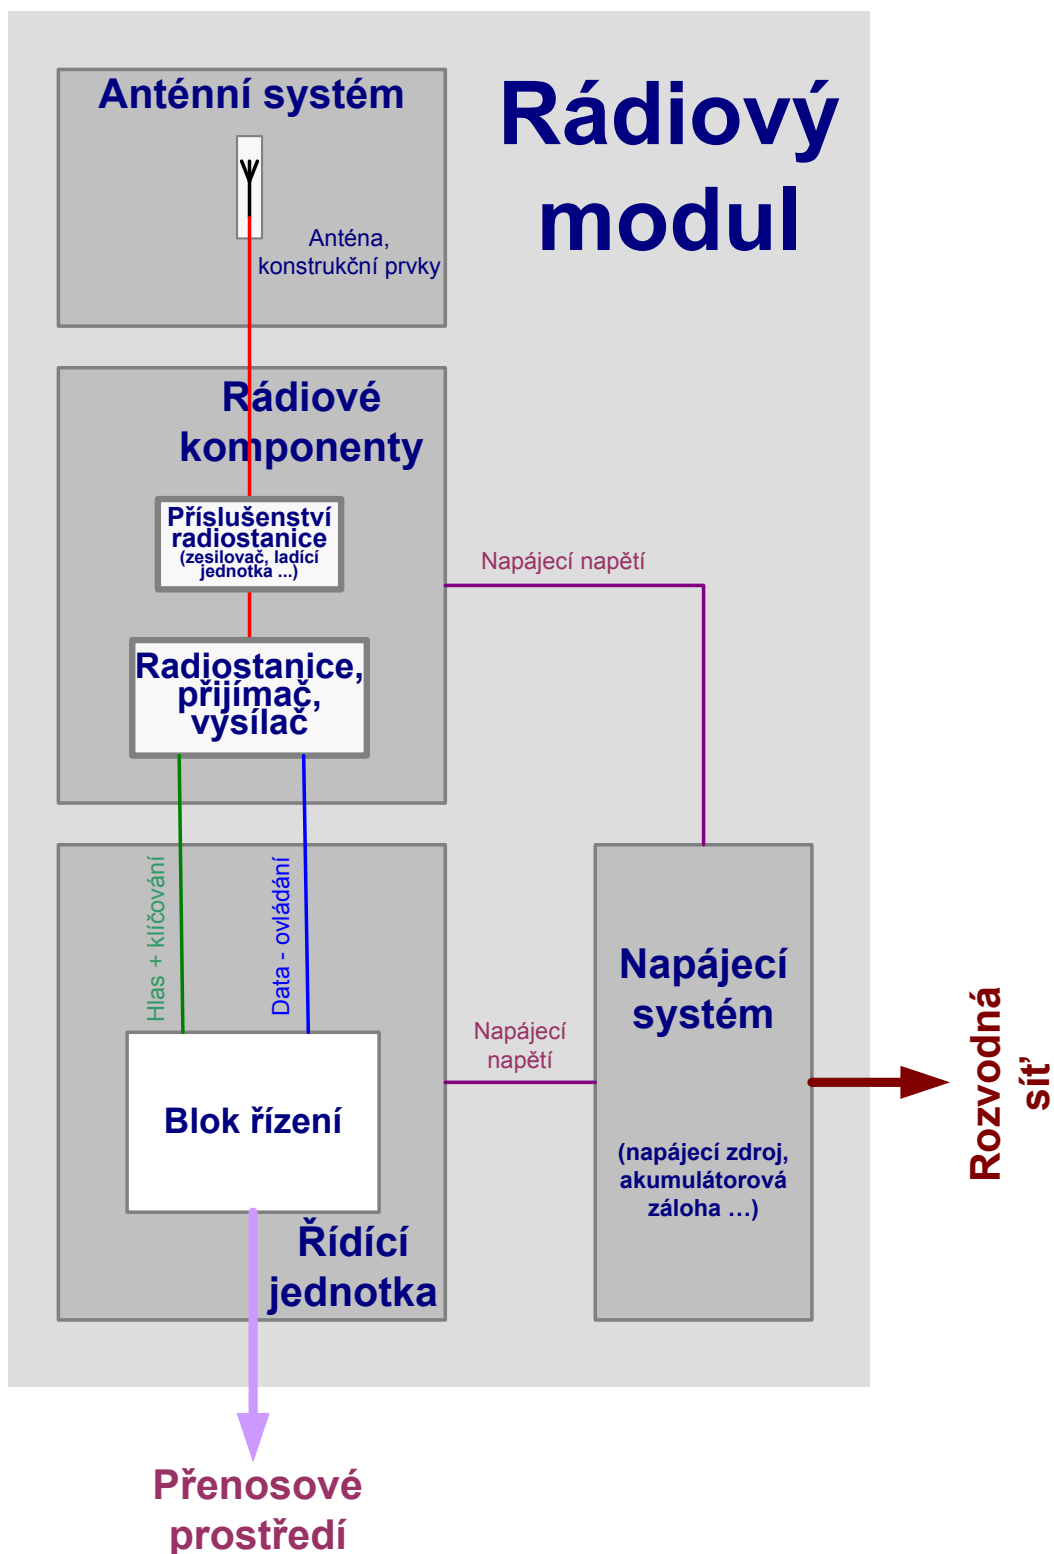 Anténní systém
Rádiový
modul
Anténa,
konstrukční prvky
Rádiové
komponenty
Příslušenství
radiostanice
(zesilovač, ladící
jednotka ...)
Napájecí napětí
Radiostanice,
přijímač,
vysílač
Hlas + klíčování
Data - ovládání
Napájecí
systém
Napájecí
napětí
Rozvodná
síť
Blok řízení
(napájecí zdroj,
akumulátorová
záloha …)
Řídící
jednotka
Přenosové
prostředí